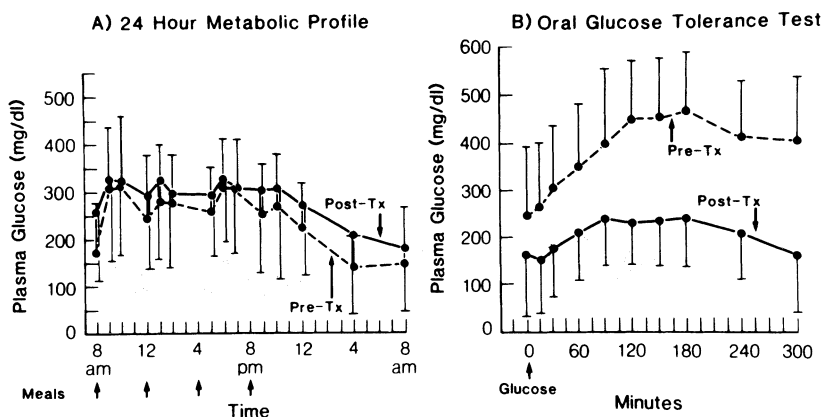 A) 24 Hour Metabolic Profile
Plasma Glucose (mg/dl)
500
400
300
200
100
0
Post-Tx
Pre-Tx
8 12 4 8 12 4 8
am pm am
Meals
Time
B) Oral Glucose Tolerance Test
Plasma Glucose (mg/dl)
600
500
400
300
200
100
0
Pre-Tx
Post-Tx
0 60 120 180 240 300
Glucose
Minutes